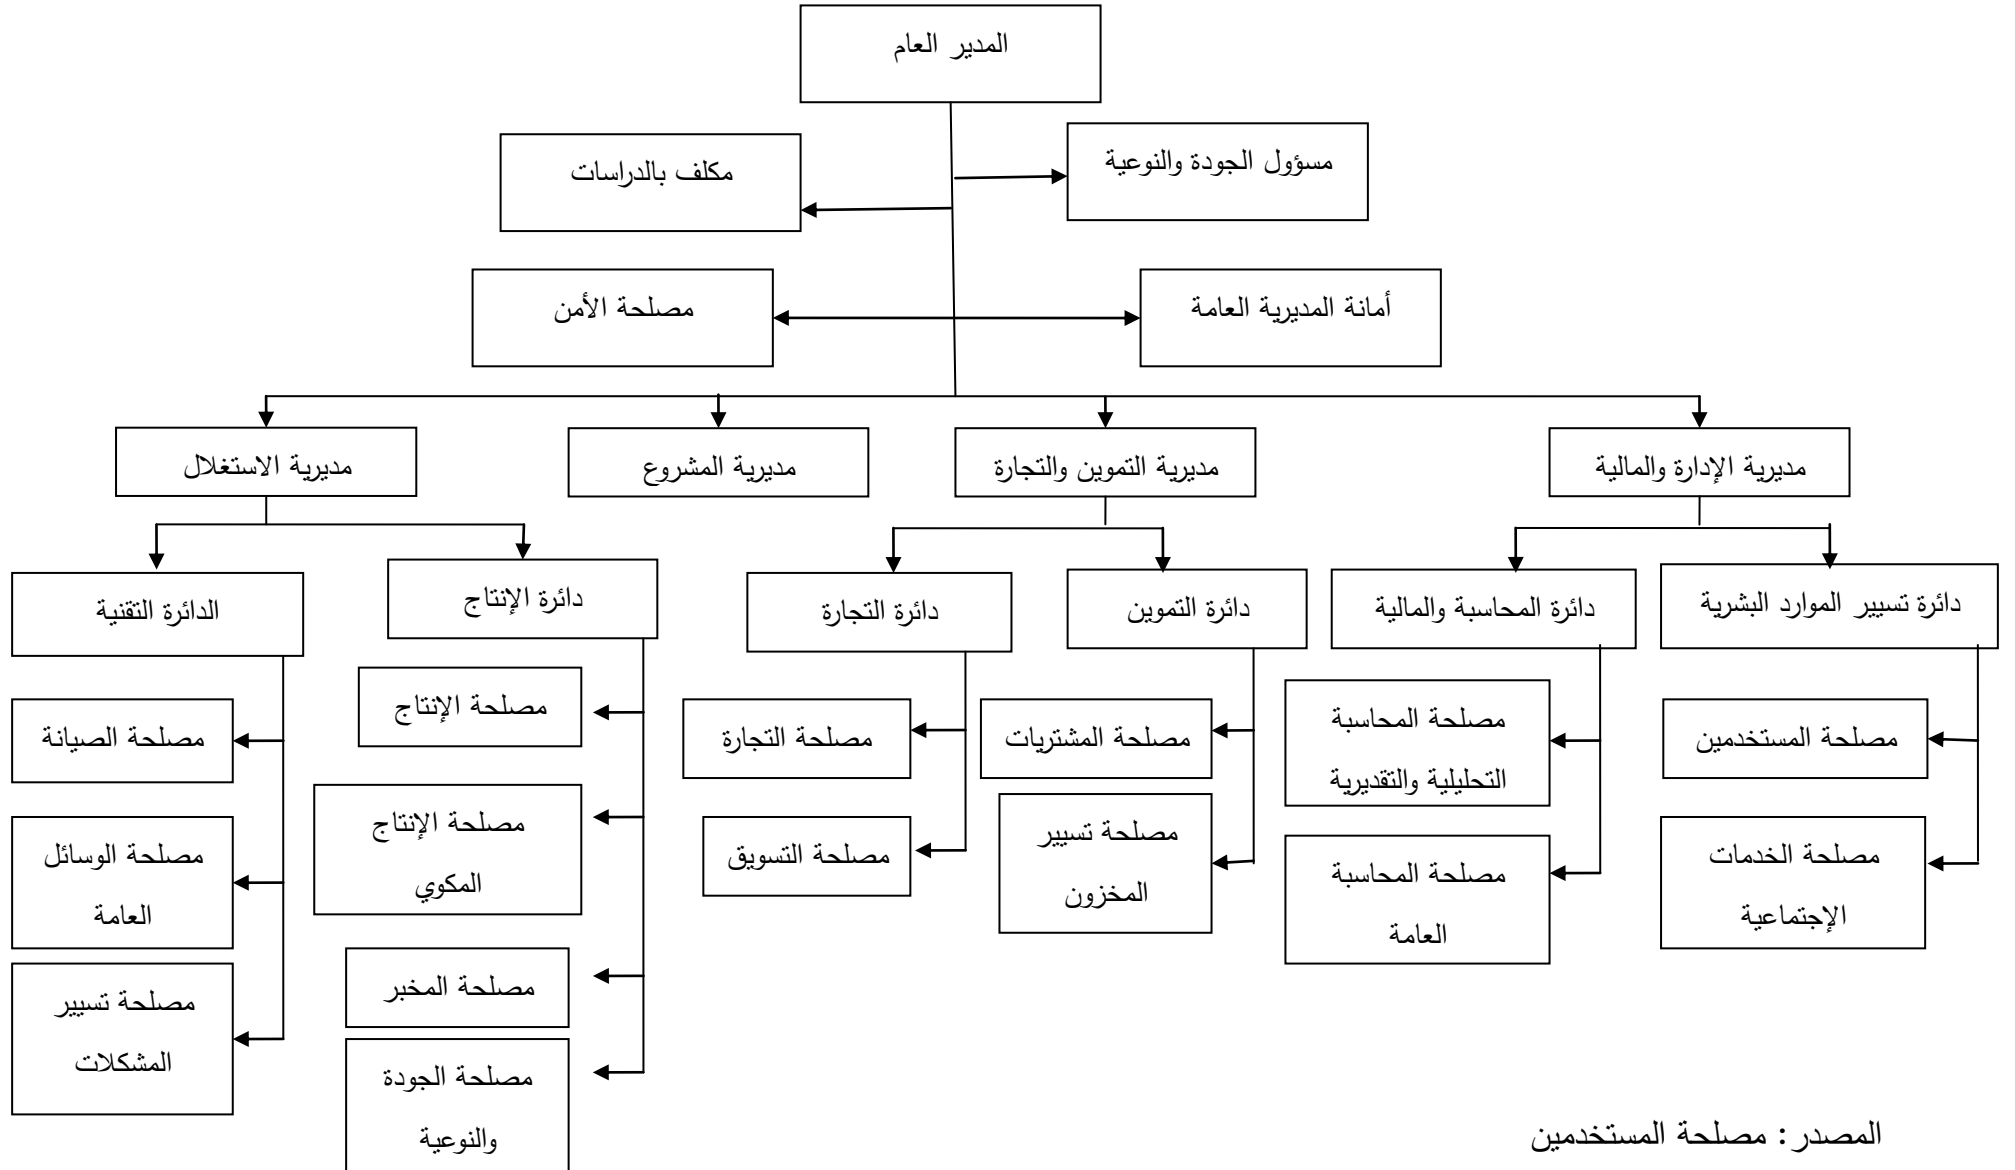 المدير العام
مسؤول الجودة والنوعية
مكلف بالدراسات
أمانة المديرية العامة
مصلحة الأمن
مديرية الإدارة والمالية
مديرية التموين والتجارة
مديرية المشروع
مديرية الاستغلال
دائرة تسيير الموارد البشرية
دائرة المحاسبة والمالية
دائرة التموين
دائرة التجارة
دائرة الإنتاج
الدائرة التقنية
مصلحة المستخدمين
مصلحة الخدمات
الإجتماعية
مصلحة المحاسبة
التحليلية والتقديرية
مصلحة المحاسبة
العامة
مصلحة المشتريات
مصلحة تسيير
المخزون
مصلحة التجارة
مصلحة التسويق
مصلحة الإنتاج
مصلحة الإنتاج
المكوي
مصلحة المخبر
مصلحة الجودة
والنوعية
مصلحة الصيانة
مصلحة الوسائل
العامة
مصلحة تسيير
المشكلات
المصدر: مصلحة المستخدمين